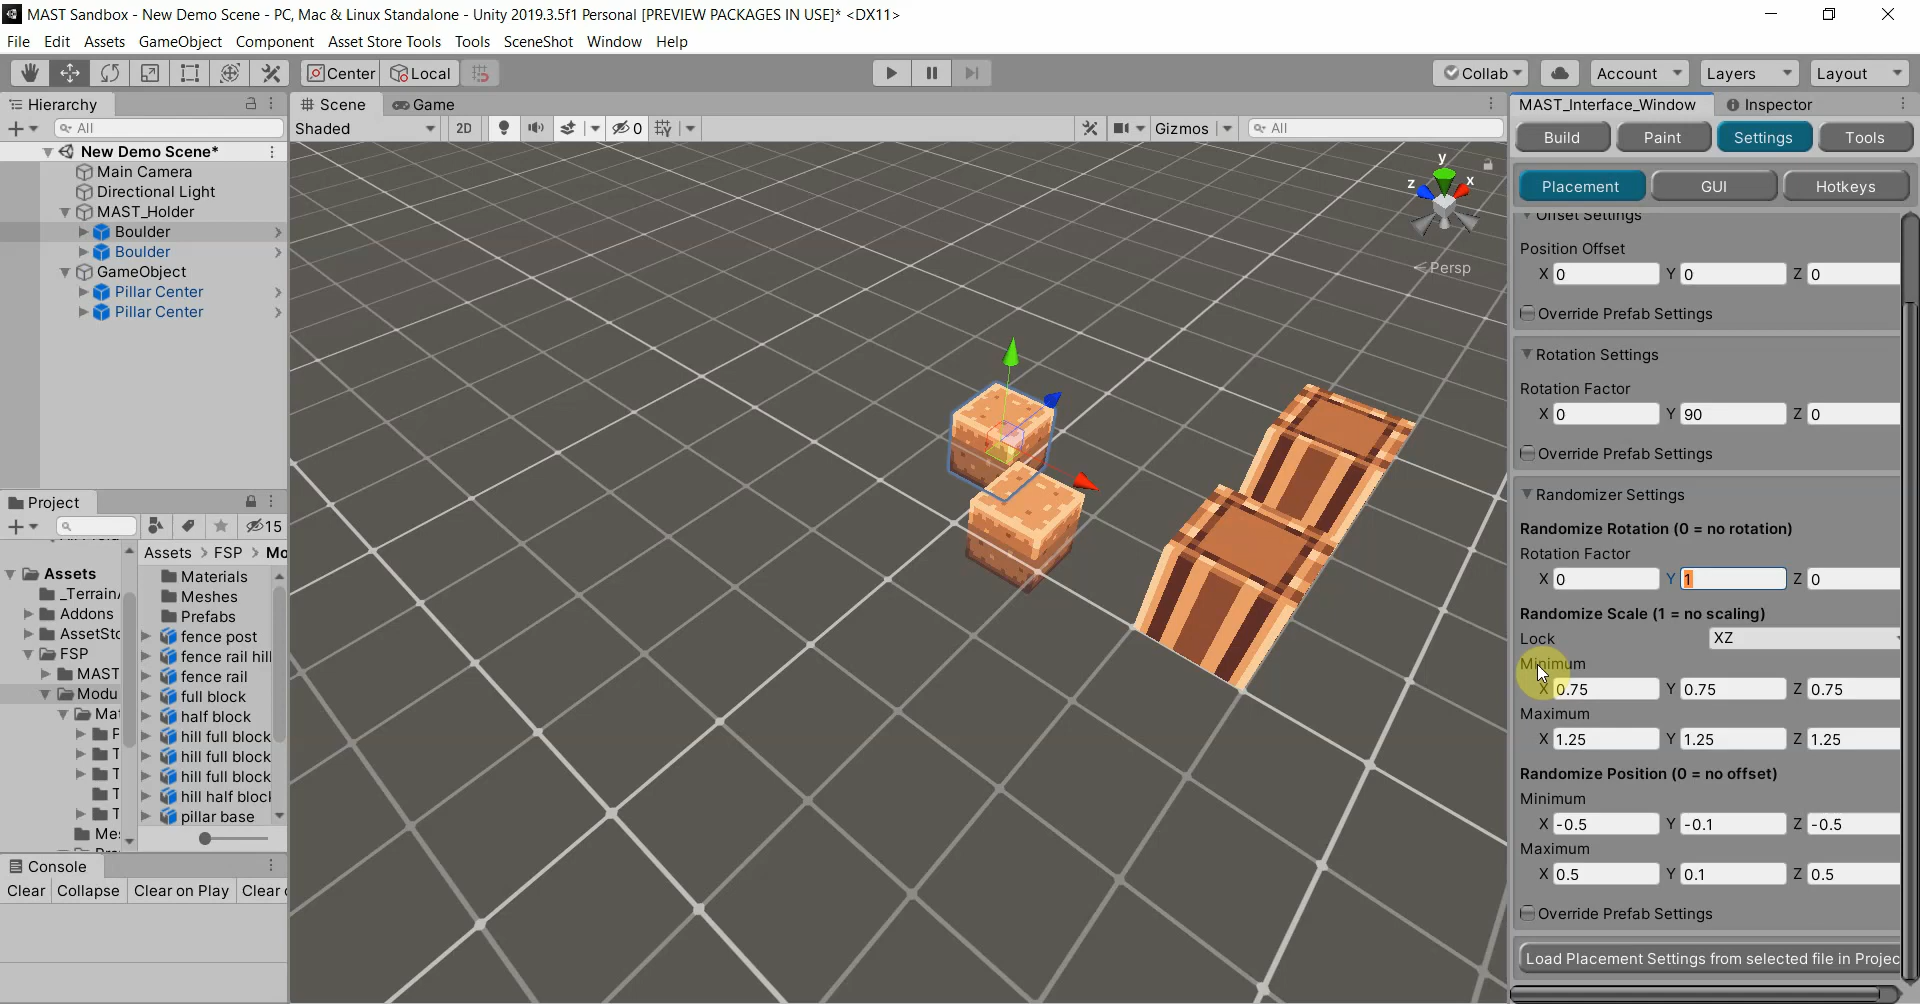 MAST Sandbox - New Demo Scene - PC, Mac & Linux Standalone - Unity 2019.3.5f1 Personal [PREVIEW PACKAGES IN USE]* <DX11>
File Edit Assets GameObject Component Asset Store Tools Tools SceneShot Window Help
Center Local Collab Account Layers Layout
Hierarchy
All
New Demo Scene*
Main Camera
Directional Light
MAST_Holder
Boulder
Boulder
GameObject
Pillar Center
Pillar Center
Project
15
Assets
Addons
FSP
MAST
Modu
Assets > FSP > Mo
Materials
Meshes
Prefabs
fence post
fence rail hill
fence rail
full block
half block
hill full block
hill full block
hill full block
hill half block
pillar base
Console
Clear Collapse Clear on Play
Scene Game
Shaded 2D 0 Gizmos All
y
z x
Persp
MAST_Interface_Window Inspector
Build Paint Settings Tools
Placement GUI Hotkeys
Offset Settings
Position Offset
X 0 Y 0 Z 0
Override Prefab Settings
Rotation Settings
Rotation Factor
X 0 Y 90 Z 0
Override Prefab Settings
Randomizer Settings
Randomize Rotation (0 = no rotation)
Rotation Factor
X 0 Y 1 Z 0
Randomize Scale (1 = no scaling)
Lock XZ
Minimum
X 0.75 Y 0.75 Z 0.75
Maximum
X 1.25 Y 1.25 Z 1.25
Randomize Position (0 = no offset)
Minimum
X -0.5 Y -0.1 Z -0.5
Maximum
X 0.5 Y 0.1 Z 0.5
Override Prefab Settings
Load Placement Settings from selected file in Projec